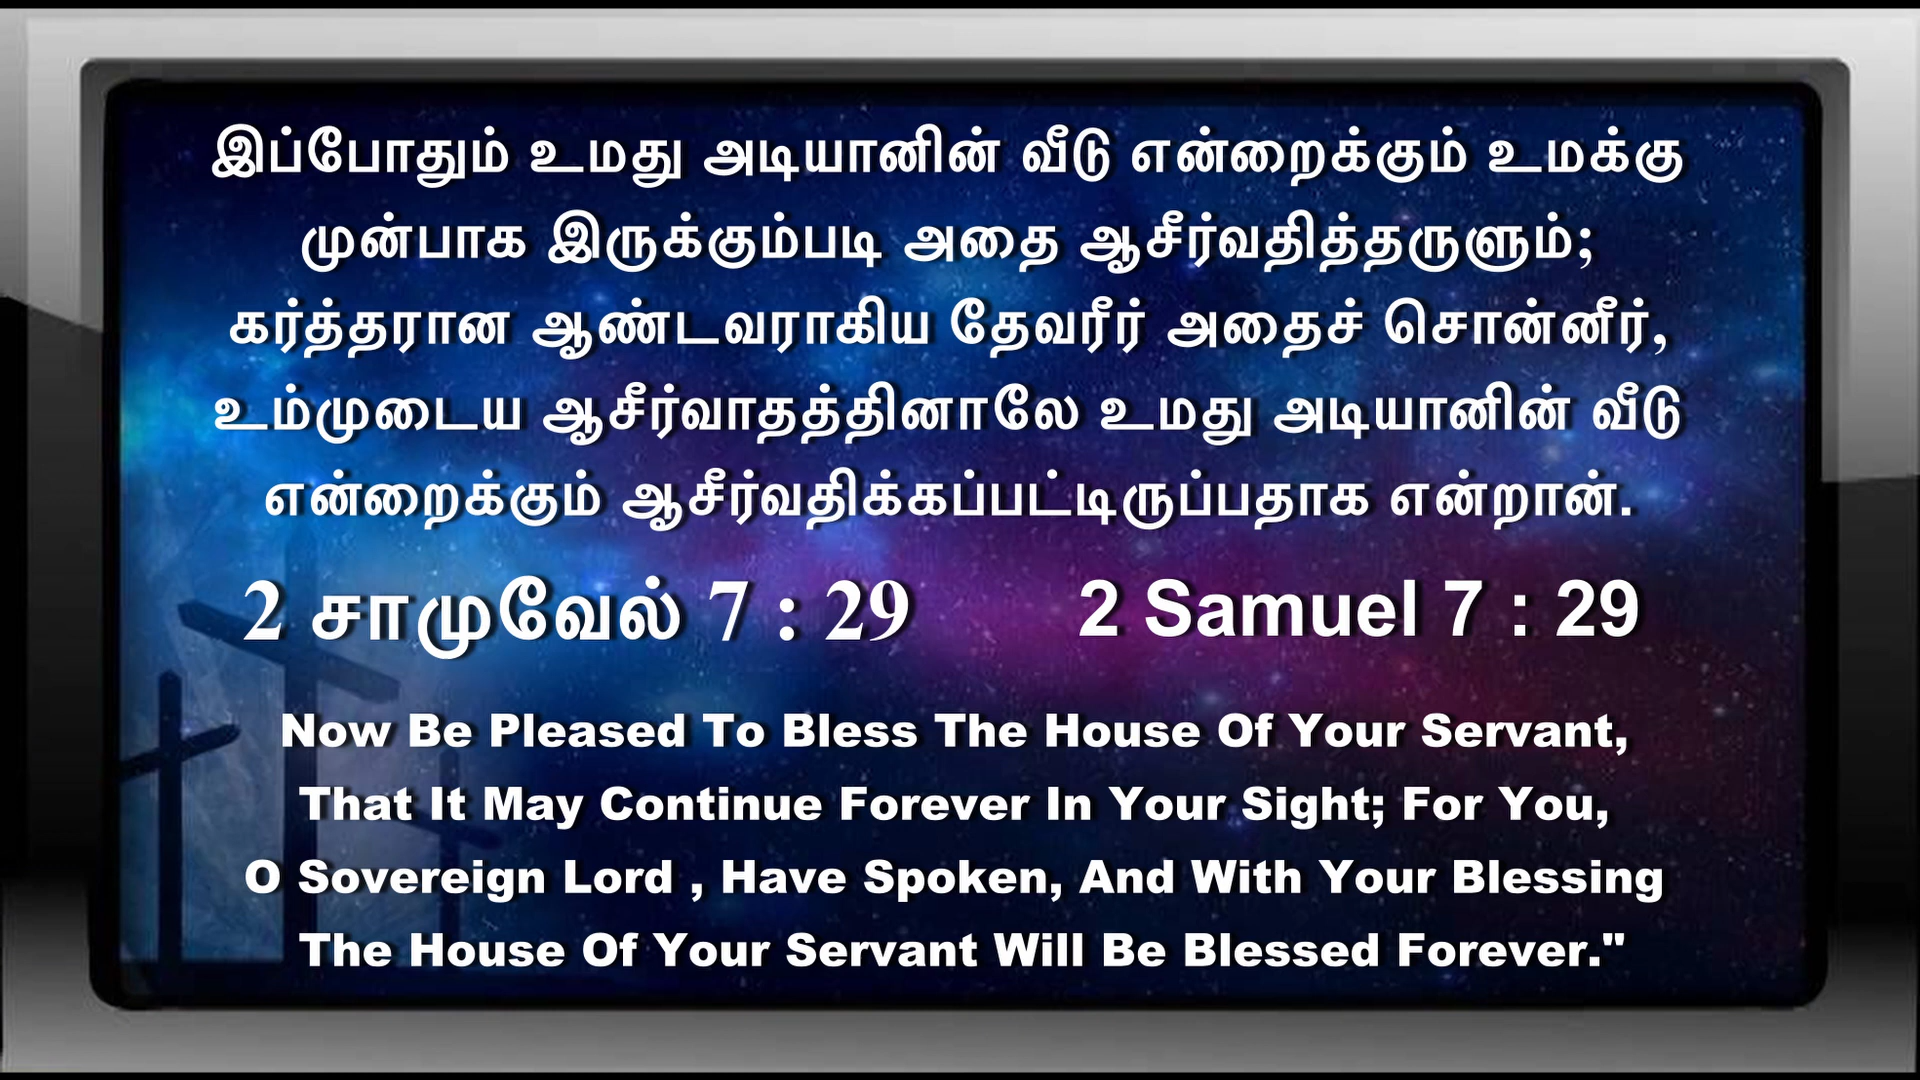 இப்போதும் உமது அடியானின் வீடு என்றைக்கும் உமக்கு
முன்பாக இருக்கும்படி அதை ஆசீர்வதித்தருளும்;
கர்த்தரான ஆண்டவராகிய தேவரீர் அதைச் சொன்னீர்,
உம்முடைய ஆசீர்வாதத்தினாலே உமது அடியானின் வீடு
என்றைக்கும் ஆசீர்வதிக்கப்பட்டிருப்பதாக என்றான்.
2 சாமுவேல் 7 : 29 2 Samuel 7 : 29
Now Be Pleased To Bless The House Of Your Servant,
That It May Continue Forever In Your Sight; For You,
O Sovereign Lord , Have Spoken, And With Your Blessing
The House Of Your Servant Will Be Blessed Forever."